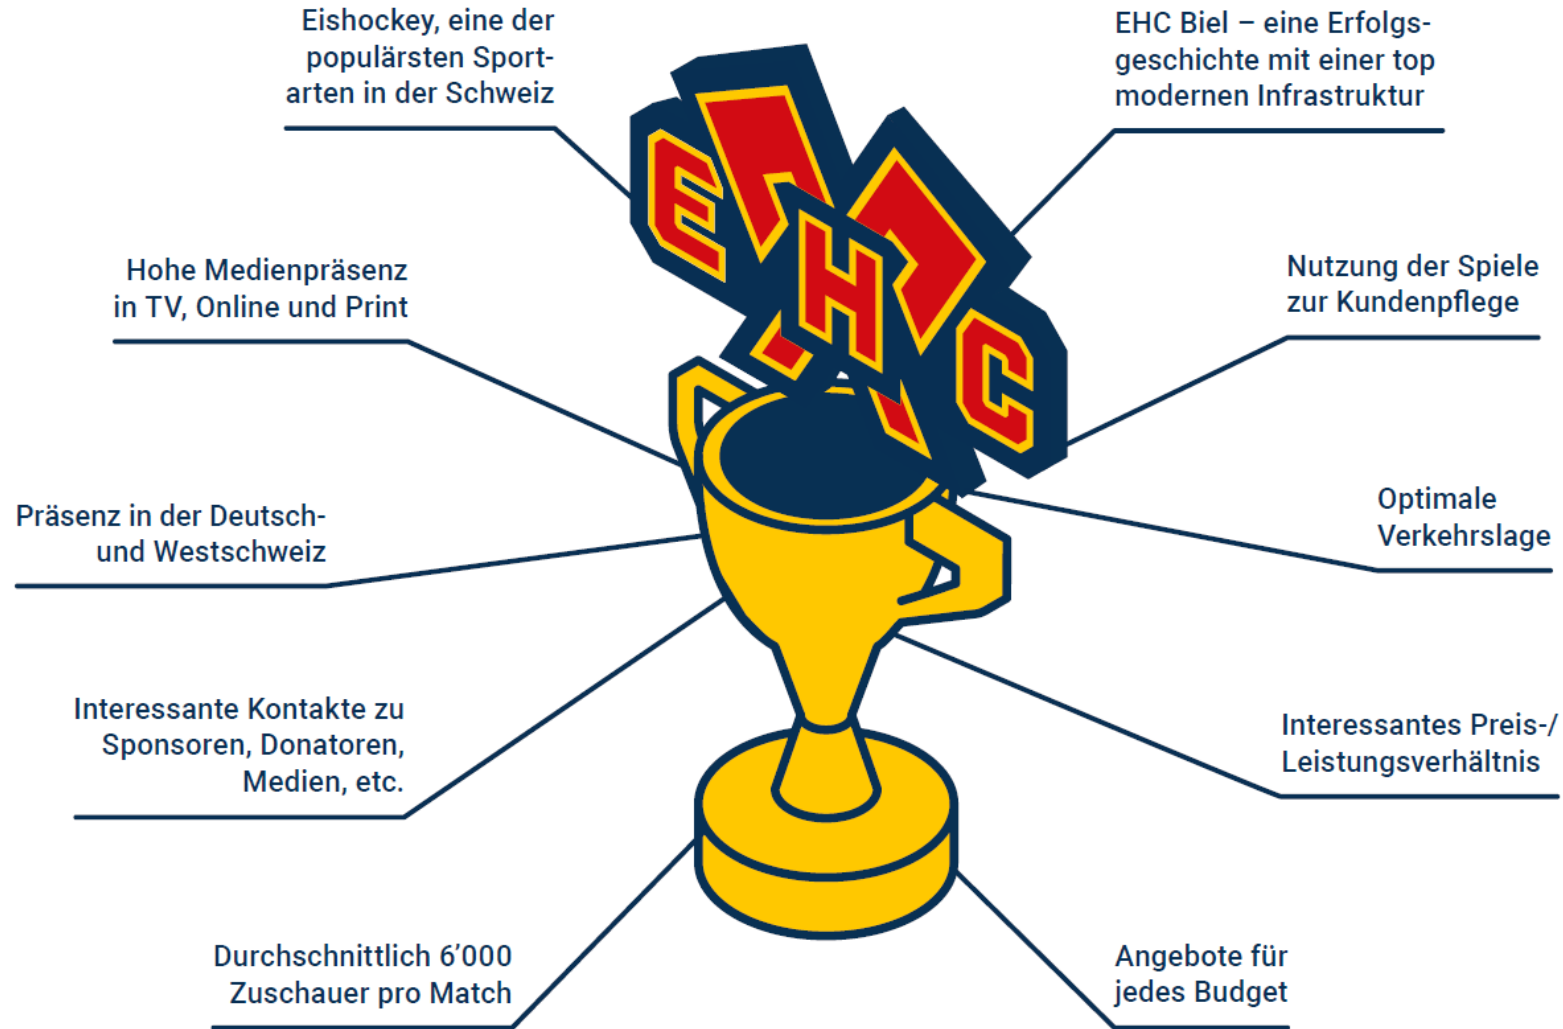 Eishockey, eine der
populärsten Sport-
arten in der Schweiz
Hohe Medienpräsenz
in TV, Online und Print
Präsenz in der Deutsch-
und Westschweiz
Interessante Kontakte zu
Sponsoren, Donatoren,
Medien, etc.
Durchschnittlich 6’000
Zuschauer pro Match
EHC
EHC Biel – eine Erfolgs-
geschichte mit einer top
modernen Infrastruktur
Nutzung der Spiele
zur Kundenpflege
Optimale
Verkehrslage
Interessantes Preis-/
Leistungsverhältnis
Angebote für
jedes Budget